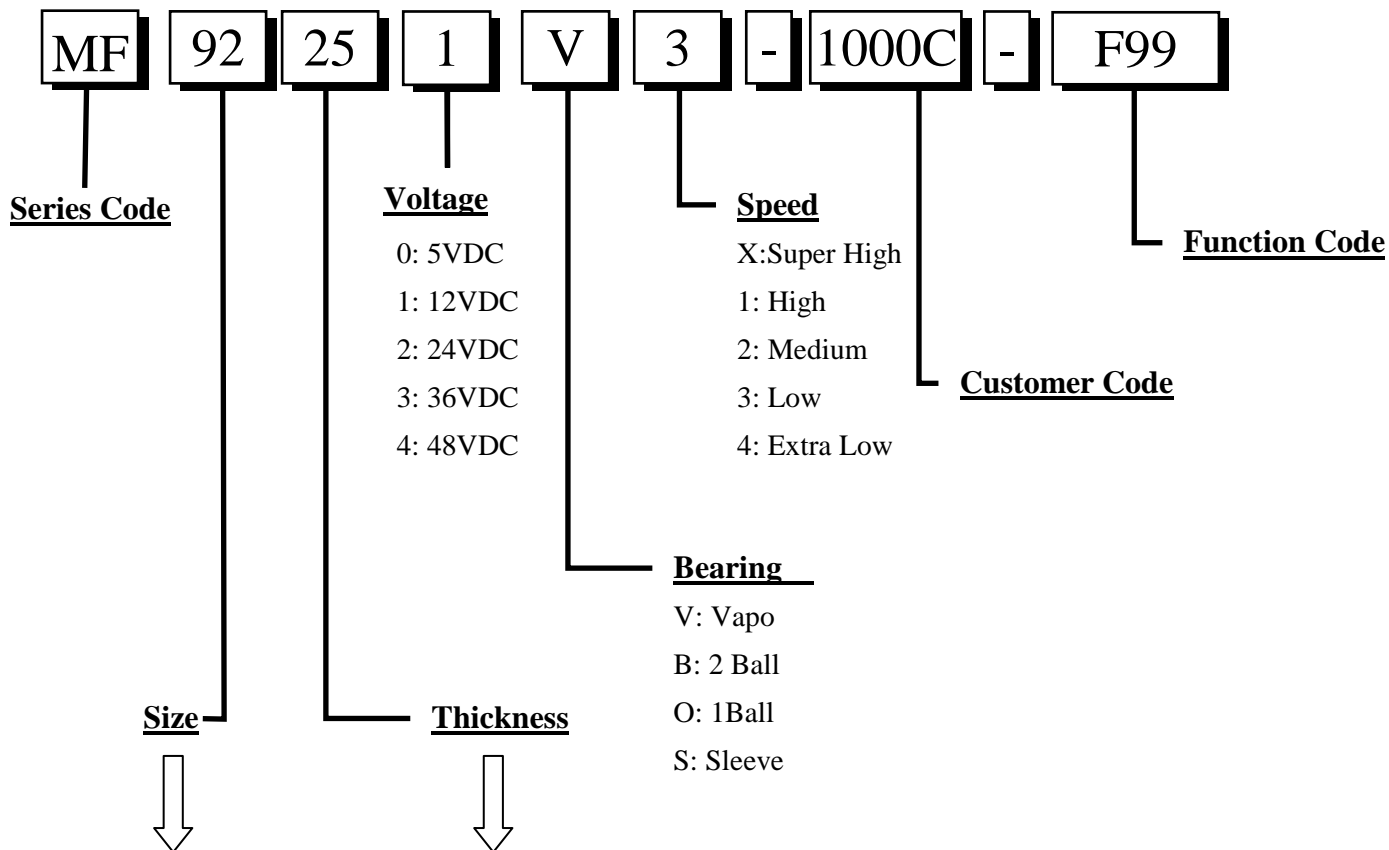 MF 92 25 1 V 3 - 1000C - F99
Series Code
Voltage
0: 5VDC
1: 12VDC
2: 24VDC
3: 36VDC
4: 48VDC
Speed
X:Super High
1: High
2: Medium
3: Low
4: Extra Low
Function Code
Customer Code
Bearing
V: Vapo
B: 2 Ball
O: 1Ball
S: Sleeve
Size
Thickness